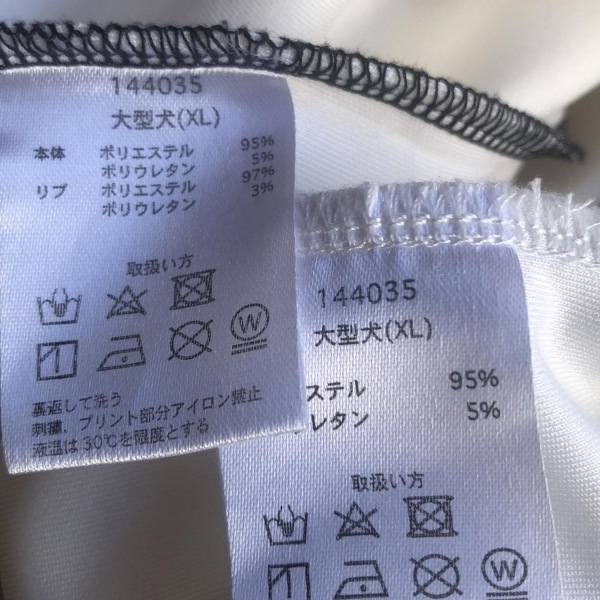 144035
大型犬(XL)
本体 ポリエステル 95%
ポリウレタン 5%
リブ ポリエステル 97%
ポリウレタン 3%
取扱い方
W
裏返して洗う
刺繍、プリント部分アイロン禁止
液温は30℃を限度とする
144035
大型犬(XL)
ステル 95%
レタン 5%
取扱い方
W